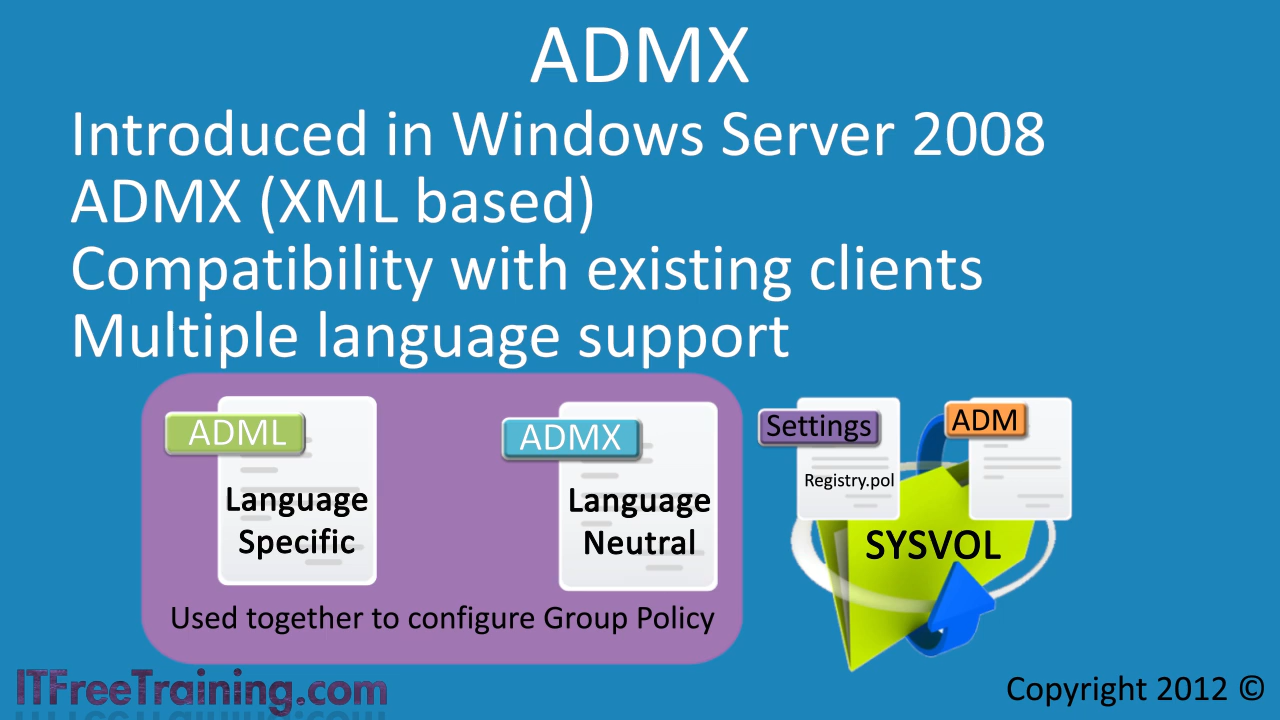 ADMX
Introduced in Windows Server 2008
ADMX (XML based)
Compatibility with existing clients
Multiple language support
ADML
Language
Specific
ADMX
Language
Neutral
Used together to configure Group Policy
Settings
Registry.pol
ADM
SYSVOL
ITFreeTraining.com
Copyright 2012 ©